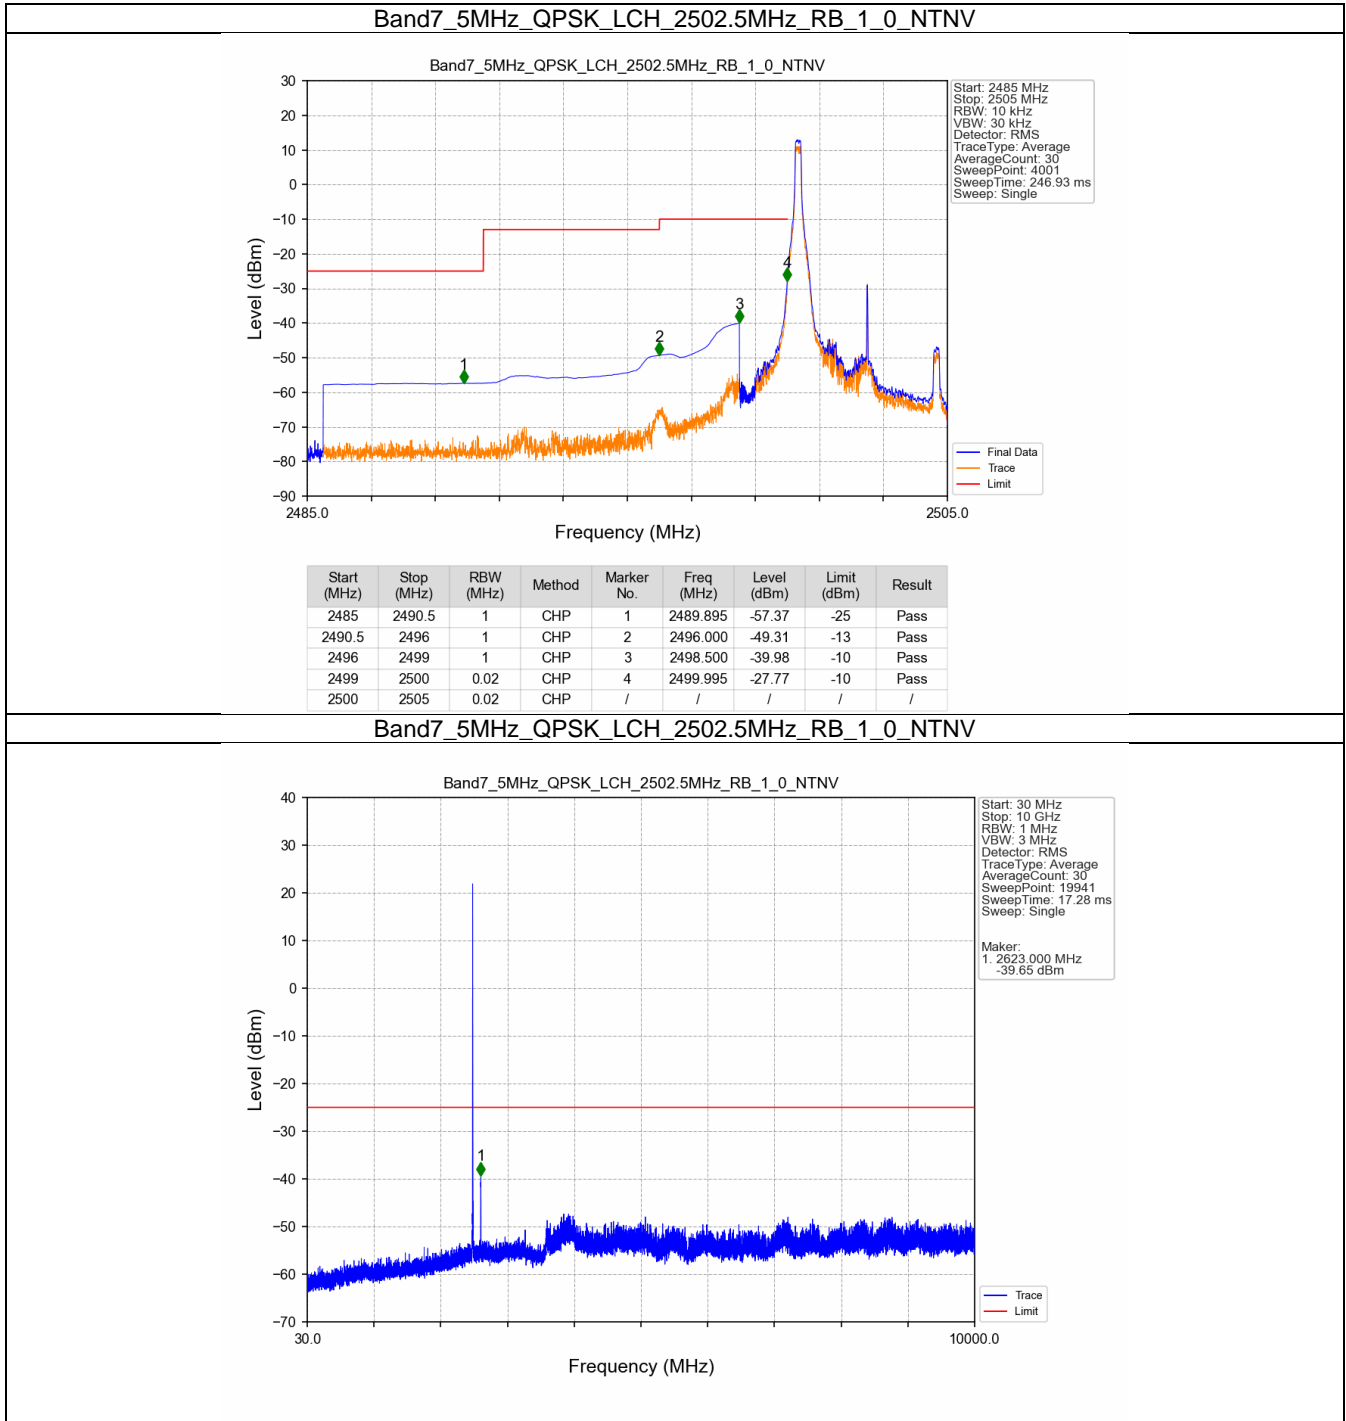 Band7_5MHz_QPSK_LCH_2502.5MHz_RB_1_0_NTNV
Band7_5MHz_QPSK_LCH_2502.5MHz_RB_1_0_NTNV
Start: 2485 MHz
Stop: 2505 MHz
RBW: 10 kHz
VBW: 30 kHz
Detector: RMS
TraceType: Average
AverageCount: 30
SweepPoint: 4001
SweepTime: 246.93 ms
Sweep: Single
30
20
10
0
−10
−20
−30
−40
−50
−60
−70
−80
−90
Level (dBm)
1
2
3
4
Final Data
Trace
Limit
2485.0 2505.0
Frequency (MHz)
Start (MHz) Stop (MHz) RBW (MHz) Method Marker No. Freq (MHz) Level (dBm) Limit (dBm) Result
2485 2490.5 1 CHP 1 2489.895 -57.37 -25 Pass
2490.5 2496 1 CHP 2 2496.000 -49.31 -13 Pass
2496 2499 1 CHP 3 2498.500 -39.98 -10 Pass
2499 2500 0.02 CHP 4 2499.995 -27.77 -10 Pass
2500 2505 0.02 CHP / / / / /
Band7_5MHz_QPSK_LCH_2502.5MHz_RB_1_0_NTNV
Band7_5MHz_QPSK_LCH_2502.5MHz_RB_1_0_NTNV
Start: 30 MHz
Stop: 10 GHz
RBW: 1 MHz
VBW: 3 MHz
Detector: RMS
TraceType: Average
AverageCount: 30
SweepPoint: 19941
SweepTime: 17.28 ms
Sweep: Single
Maker:
1. 2623.000 MHz
-39.65 dBm
40
30
20
10
0
−10
−20
−30
−40
−50
−60
−70
Level (dBm)
1
Trace
Limit
30.0 10000.0
Frequency (MHz)